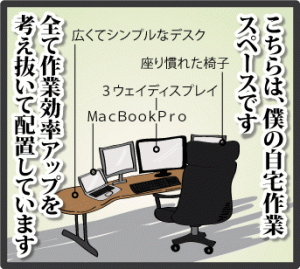 こちらは、僕の自宅作業
スペースです
広くてシンプルなデスク
座り慣れた椅子
３ウェイディスプレイ
ＭａｃＢｏｏｋＰｒｏ
全て作業効率アップを
考え抜いて配置しています